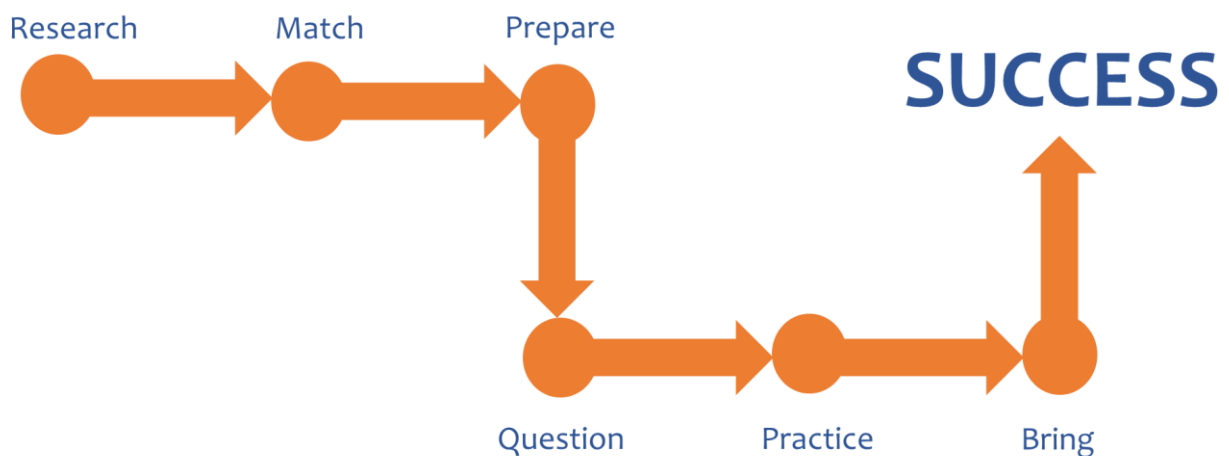 Research
Match
Prepare
SUCCESS
Question
Practice
Bring